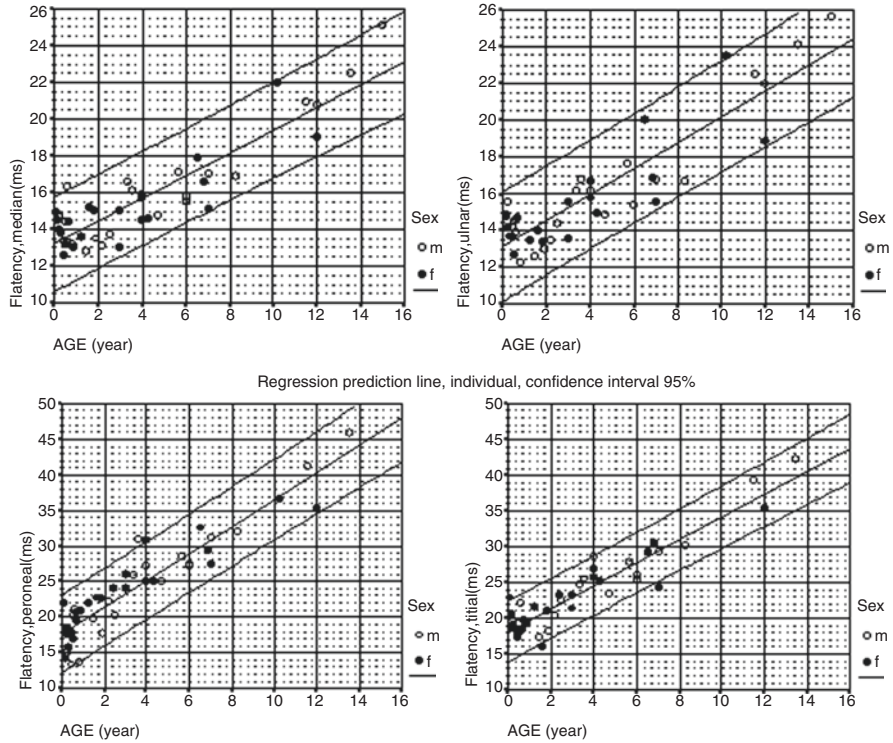 Flatency,median(ms)
26
24
22
20
18
16
14
12
10
0 2 4 6 8 10 12 14 16
AGE (year)
Sex
m
f
Flatency,ulnar(ms)
26
24
22
20
18
16
14
12
10
0 2 4 6 8 10 12 14 16
AGE (year)
Sex
m
f
Regression prediction line, individual, confidence interval 95%
Flatency,peroneal(ms)
50
45
40
35
30
25
20
15
10
0 2 4 6 8 10 12 14 16
AGE (year)
Sex
m
f
Flatency,titial(ms)
50
45
40
35
30
25
20
15
10
0 2 4 6 8 10 12 14 16
AGE (year)
Sex
m
f